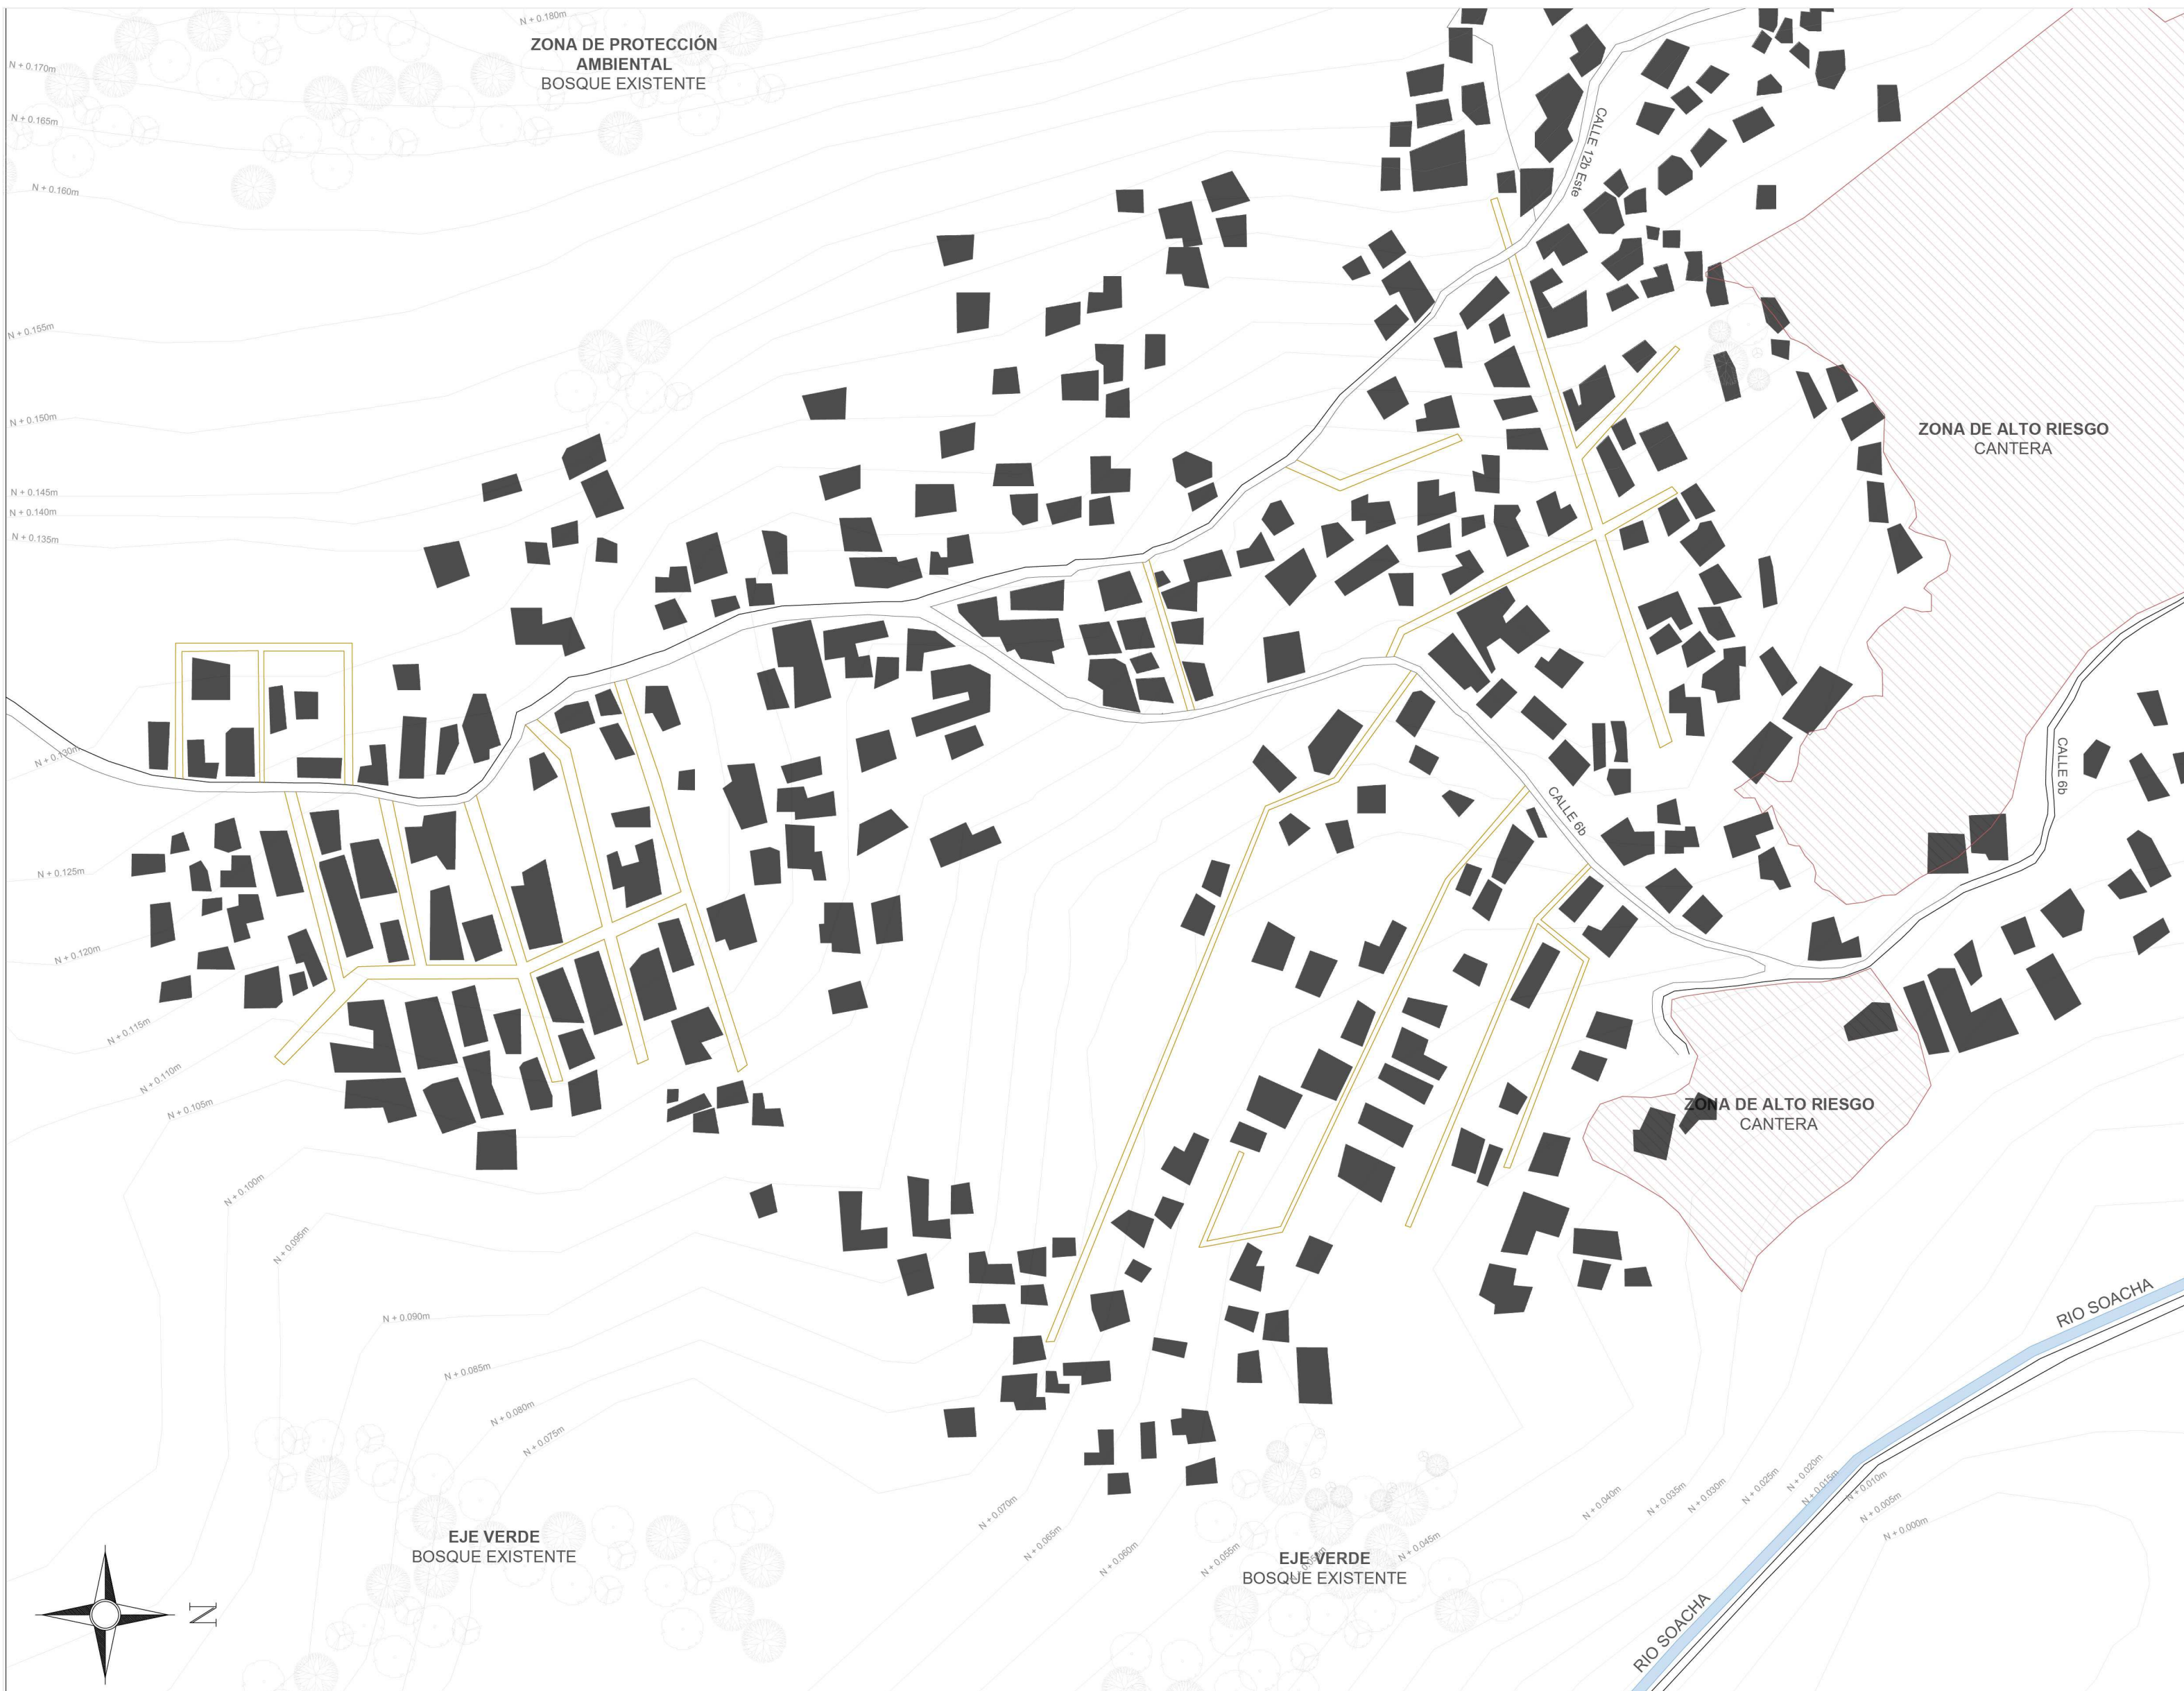 N + 0.180m
ZONA DE PROTECCIÓN
AMBIENTAL
BOSQUE EXISTENTE
N + 0.170m
N + 0.165m
N + 0.160m
CALLE 12b Este
N + 0.155m
N + 0.150m
ZONA DE ALTO RIESGO
CANTERA
N + 0.145m
N + 0.140m
N + 0.135m
N + 0.130m
CALLE 6b
CALLE 6b
N + 0.125m
N + 0.120m
N + 0.115m
N + 0.110m
N + 0.105m
ZONA DE ALTO RIESGO
CANTERA
N + 0.100m
N + 0.095m
N + 0.090m
RIO SOACHA
N + 0.085m
N + 0.080m
N + 0.075m
N + 0.070m
N + 0.065m
N + 0.060m
N + 0.055m
N + 0.045m
N + 0.040m
N + 0.035m
N + 0.030m
N + 0.025m
N + 0.020m
N + 0.015m
N + 0.010m
N + 0.005m
N + 0.000m
EJE VERDE
BOSQUE EXISTENTE
EJE VERDE
BOSQUE EXISTENTE
RIO SOACHA
N